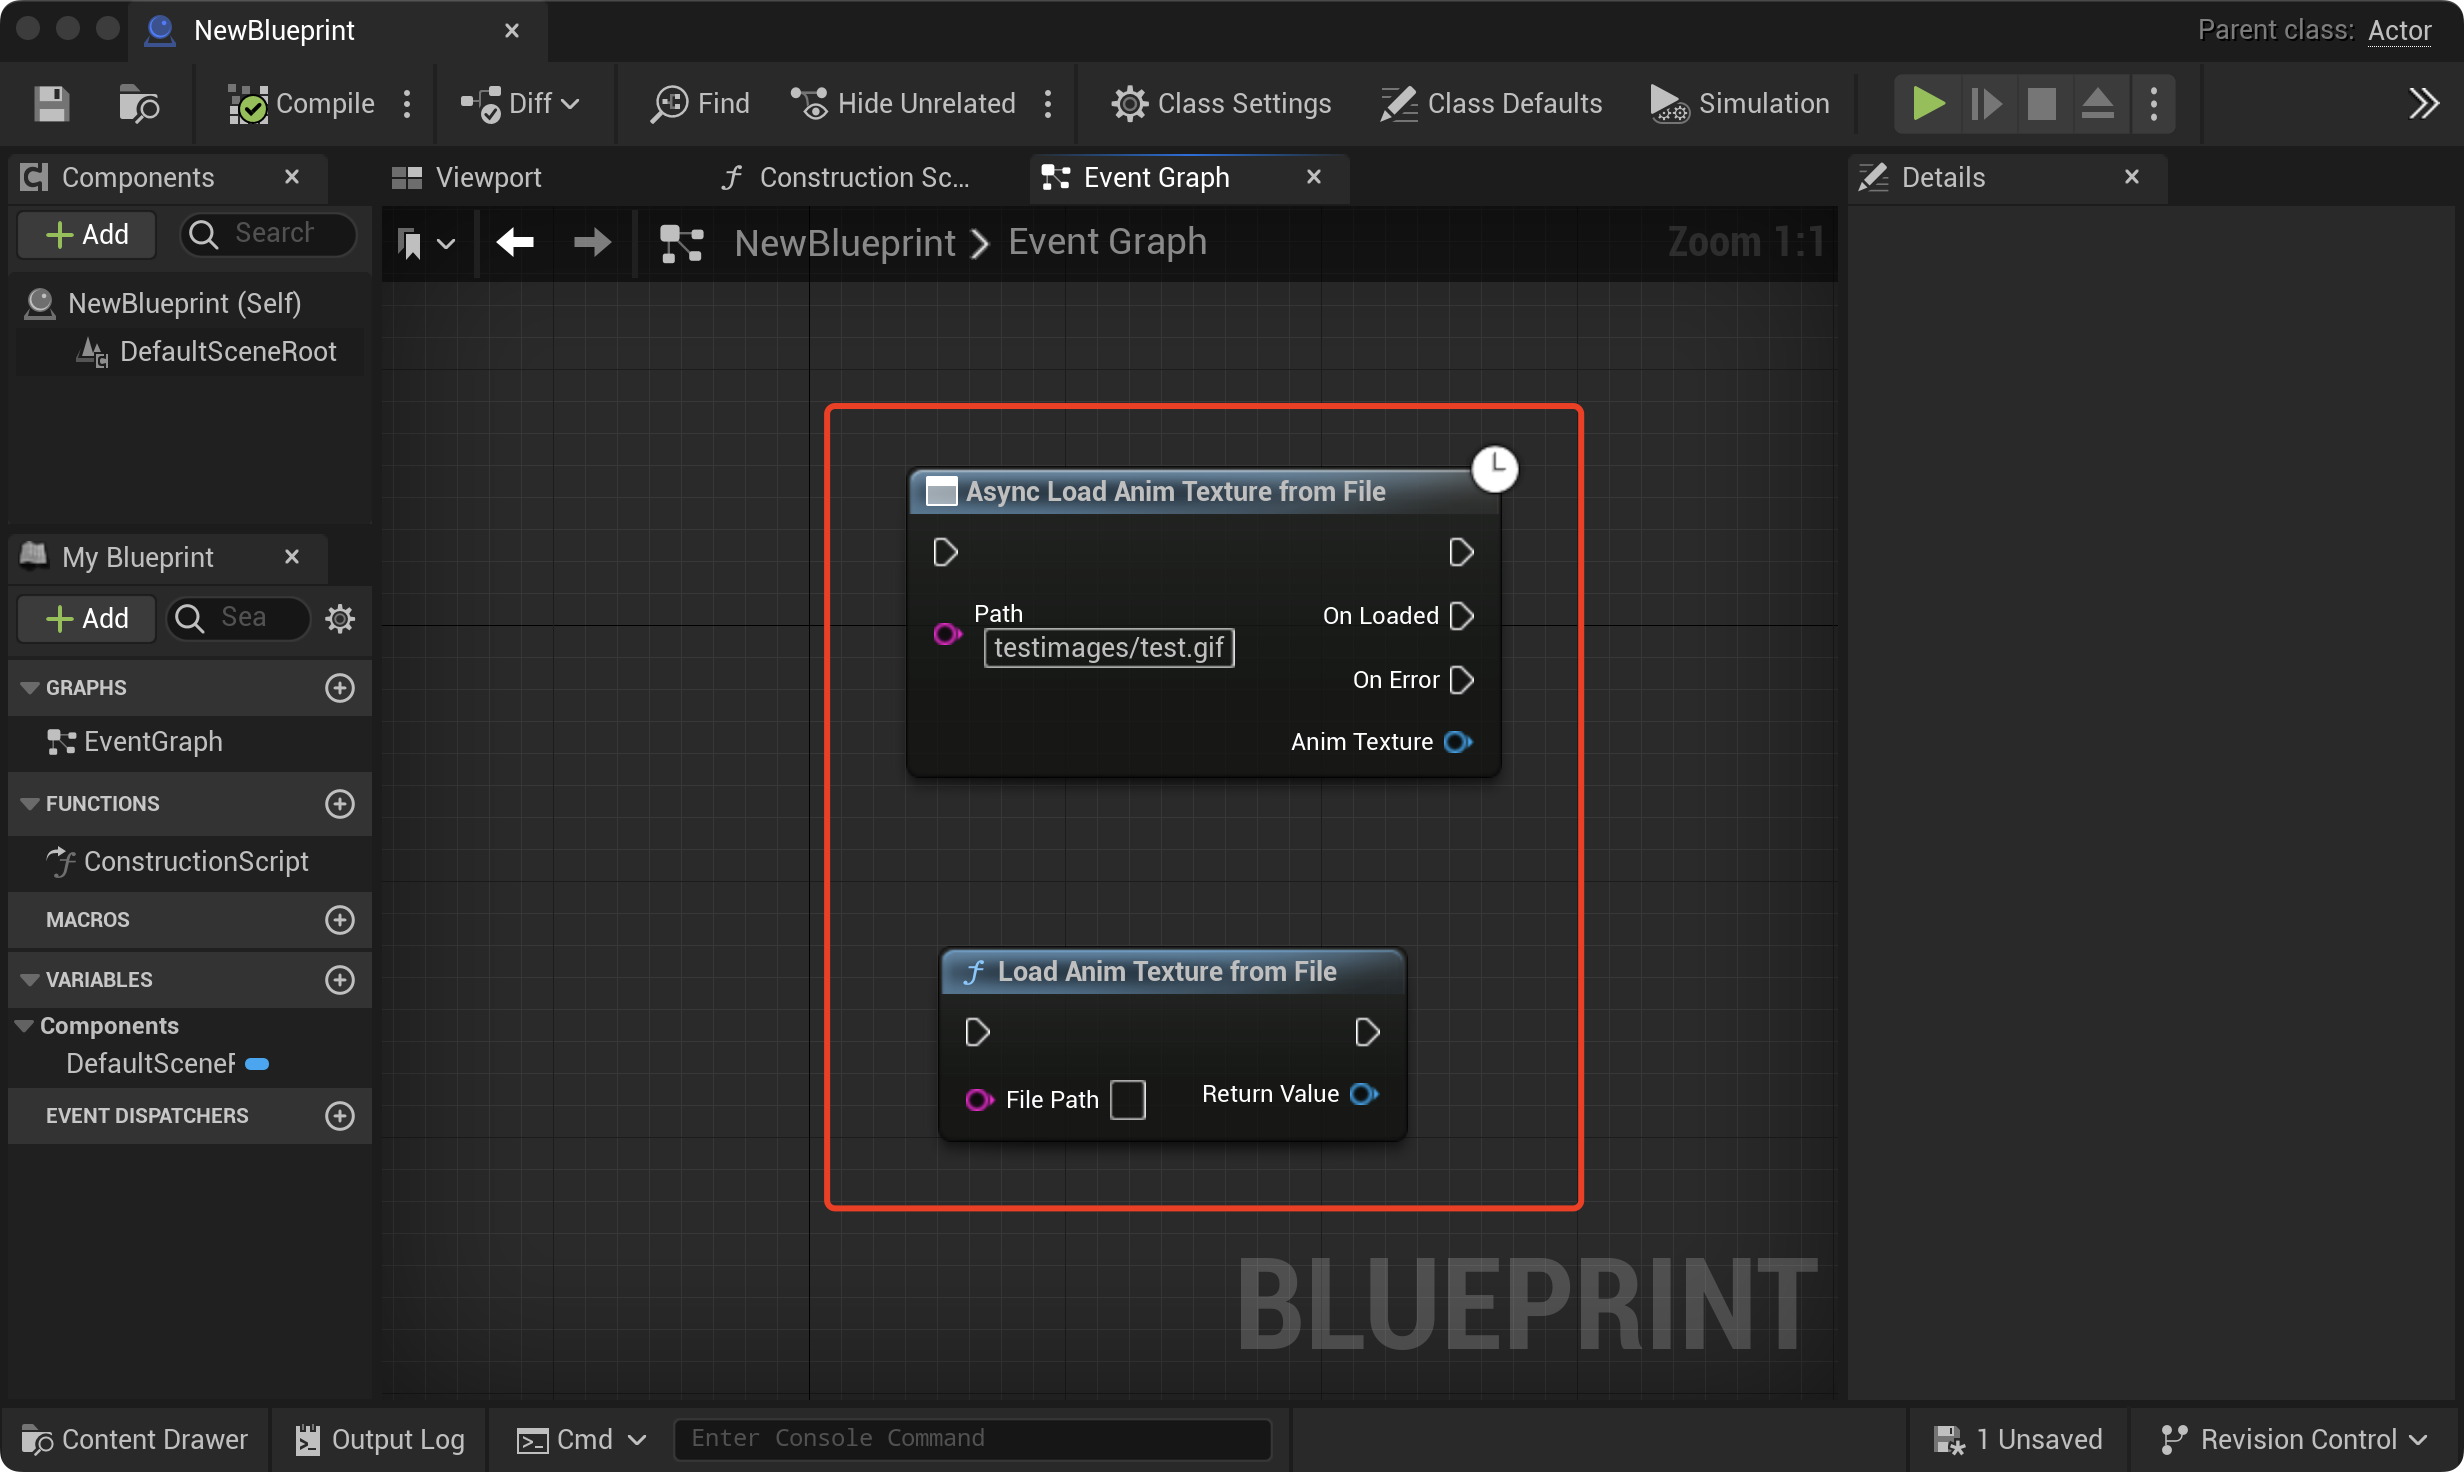 NewBlueprint
Parent class: Actor
Compile
Diff
Find
Hide Unrelated
Class Settings
Class Defaults
Simulation
Components
Viewport
Construction Sc...
Event Graph
Details
Add
Search
NewBlueprint > Event Graph
Zoom 1:1
NewBlueprint (Self)
DefaultSceneRoot
Async Load Anim Texture from File
Path
testimages/test.gif
On Loaded
On Error
Anim Texture
My Blueprint
Add
Sea
GRAPHS
EventGraph
FUNCTIONS
ConstructionScript
MACROS
VARIABLES
Components
DefaultSceneR
EVENT DISPATCHERS
Load Anim Texture from File
File Path
Return Value
BLUEPRINT
Content Drawer
Output Log
Cmd
Enter Console Command
1 Unsaved
Revision Control